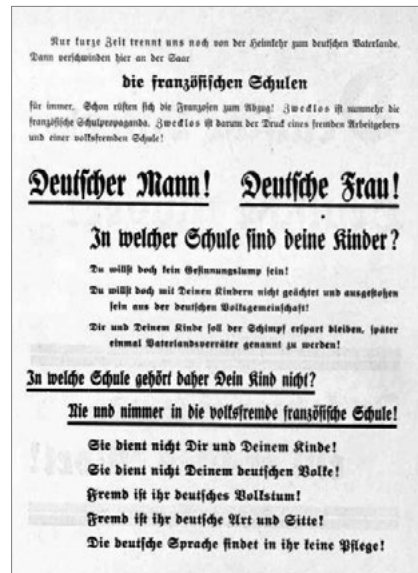 Nur kurze Zeit trennt uns noch von der Heimkehr zum deutschen Vaterlande.
Dann verschwinden hier an der Saar
die französischen Schulen
für immer. Schon rüsten sich die Franzosen zum Abzug! Zwecklos ist nunmehr die
französische Schulpropaganda. Zwecklos ist darum der Druck eines fremden Arbeitgebers
und einer volksfremden Schule!
Deutscher Mann! Deutsche Frau!
In welcher Schule sind deine Kinder?
Du willst doch kein Gesinnungslump sein!
Du willst doch mit Deinen Kindern nicht geächtet und ausgestoßen
sein aus der deutschen Volksgemeinschaft!
Dir und Deinem Kinde soll der Schimpf erspart bleiben, später
einmal Vaterlandsverräter genannt zu werden!
In welche Schule gehört daher Dein Kind nicht?
Nie und nimmer in die volksfremde französische Schule!
Sie dient nicht Dir und Deinem Kinde!
Sie dient nicht Deinem deutschen Volke!
Fremd ist ihr deutsches Volkstum!
Fremd ist ihr deutsche Art und Sitte!
Die deutsche Sprache findet in ihr keine Pflege!